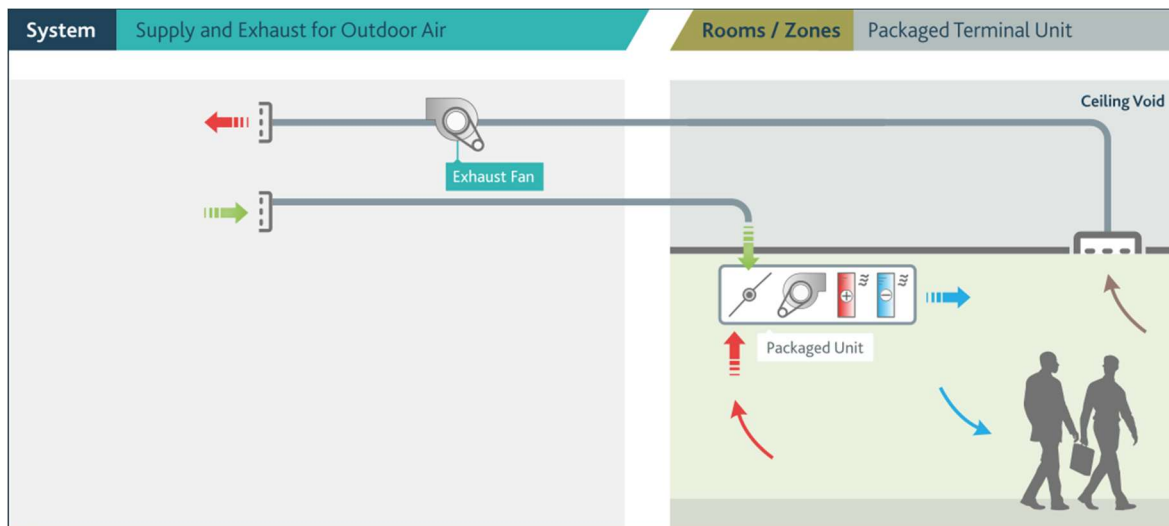 System
Supply and Exhaust for Outdoor Air
Rooms / Zones
Packaged Terminal Unit
Ceiling Void
Exhaust Fan
Packaged Unit